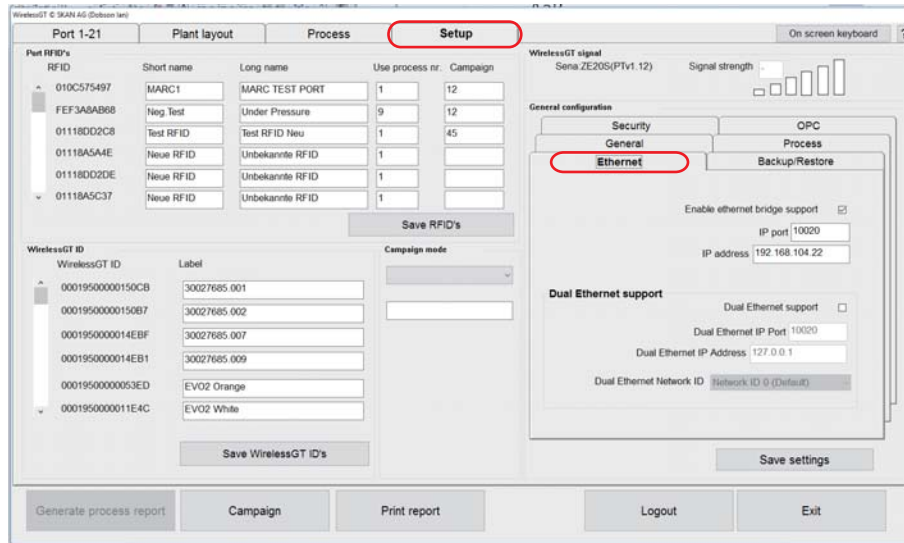 WirelessGT © SKAN AG (Dobson Ian)
Port 1-21 Plant layout Process Setup On screen keyboard ?
Port RFID's
RFID Short name Long name Use process nr. Campaign
010C575497 MARC1 MARC TEST PORT 1 12
FEF3A8AB68 Neg.Test Under Pressure 9 12
01118DD2C8 Test RFID Test RFID Neu 1 45
01118A5A4E Neue RFID Unbekannte RFID 1
01118DD2DE Neue RFID Unbekannte RFID 1
01118A5C37 Neue RFID Unbekannte RFID 1
Save RFID's
WirelessGT ID
WirelessGT ID Label
00019500000150CB 30027685.001
00019500000150B7 30027685.002
0001950000014EBF 30027685.007
0001950000014EB1 30027685.009
00019500000053ED EVO2 Orange
0001950000011E4C EVO2 White
Save WirelessGT ID's
Campaign mode
WirelessGT signal
Sena:ZE20S(PTv1.12) Signal strength -
General configuration
Security OPC
General Process
Ethernet Backup/Restore
Enable ethernet bridge support
IP port 10020
IP address 192.168.104.22
Dual Ethernet support
Dual Ethernet support
Dual Ethernet IP Port 10020
Dual Ethernet IP Address 127.0.0.1
Dual Ethernet Network ID Network ID 0 (Default)
Save settings
Generate process report Campaign Print report Logout Exit